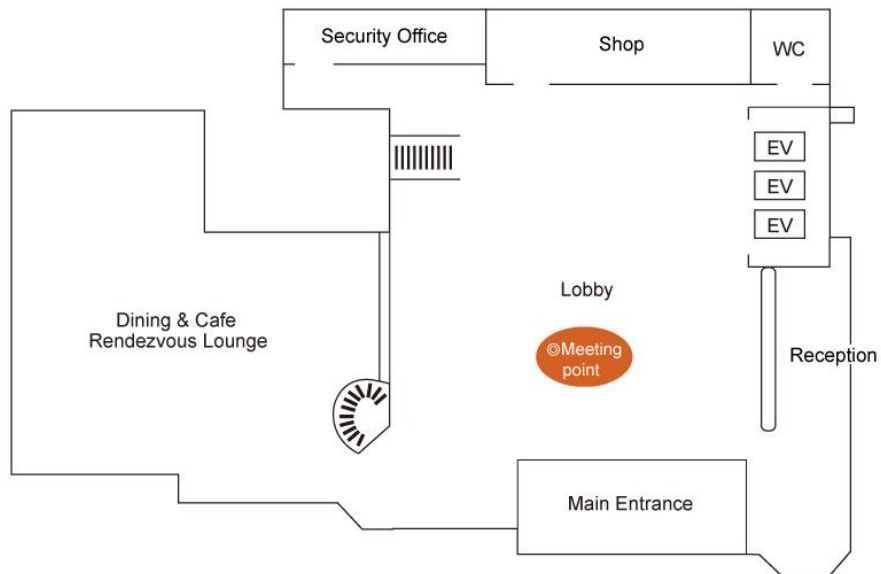 Security Office
Shop
WC
EV
EV
EV
Lobby
Dining & Cafe
Rendezvous Lounge
◎Meeting
point
Reception
Main Entrance